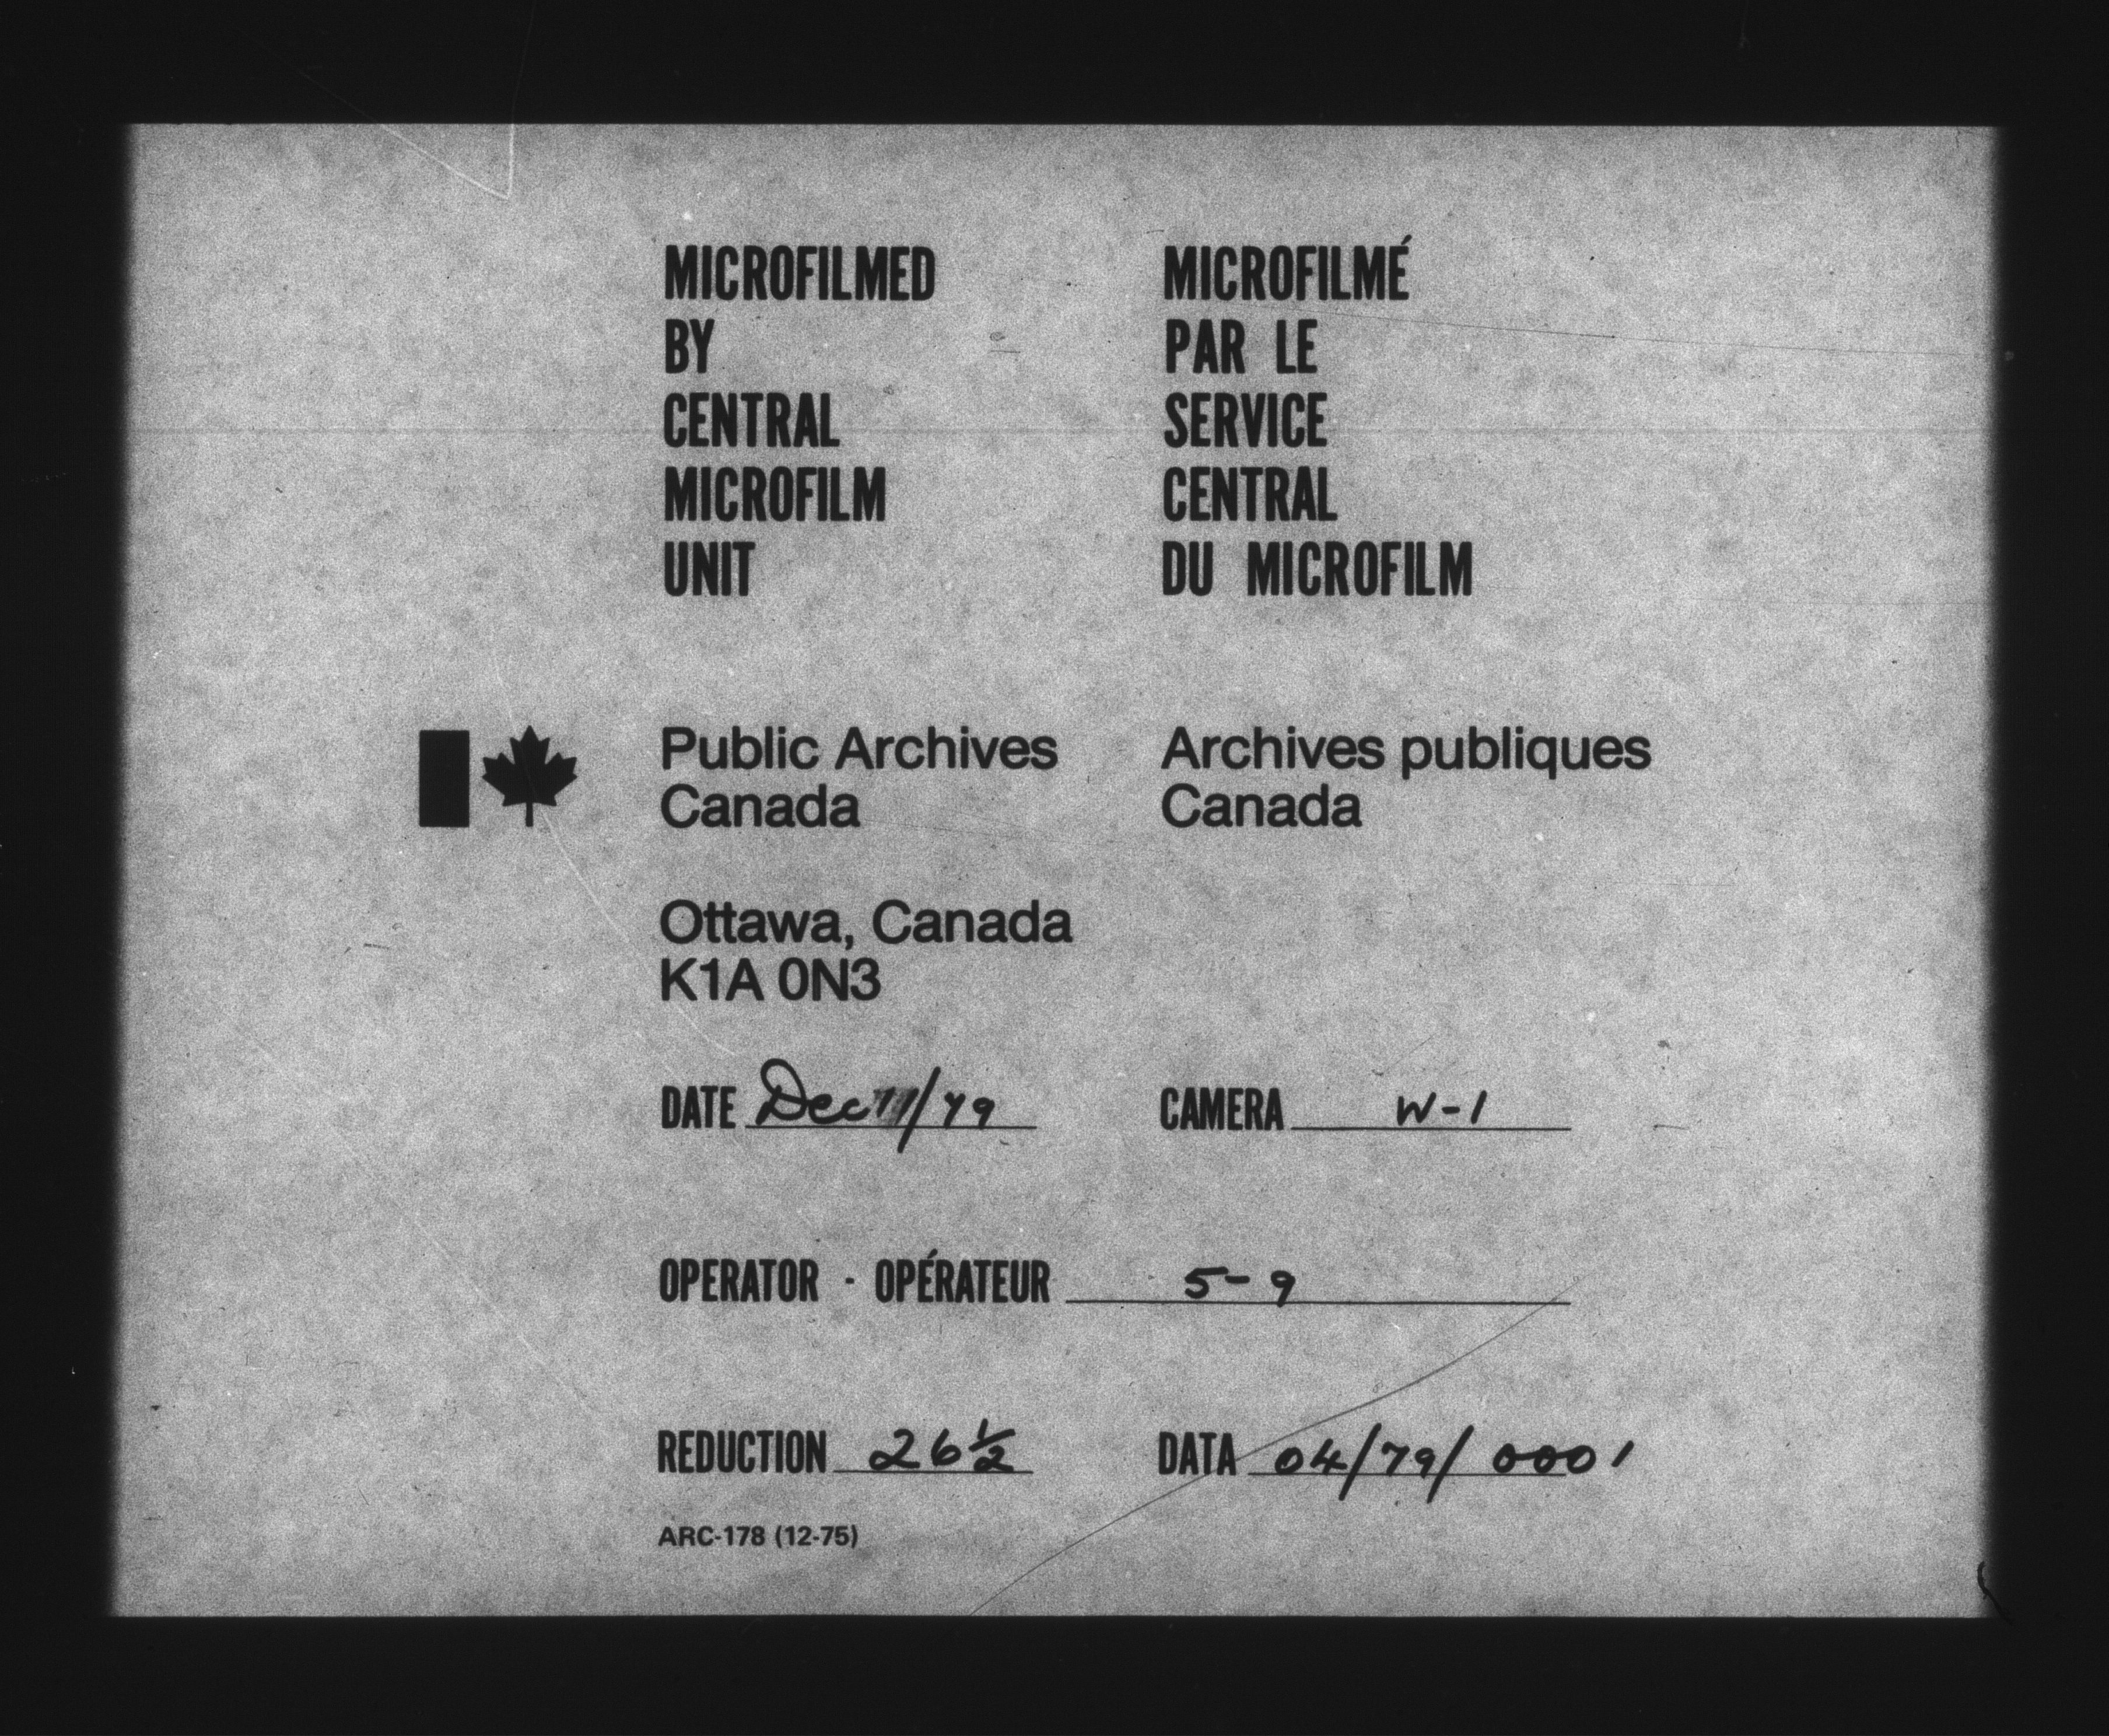 MICROFILMED
BY
CENTRAL
MICROFILM
UNIT
MICROFILMÉ
PAR LE
SERVICE
CENTRAL
DU MICROFILM
Public Archives
Canada
Archives publiques
Canada
Ottawa, Canada
K1A 0N3
DATE Dec /79
CAMERA W-1
OPERATOR - OPÉRATEUR 5-9
REDUCTION 26½
DATA 04/79/0001
ARC-178 (12-75)